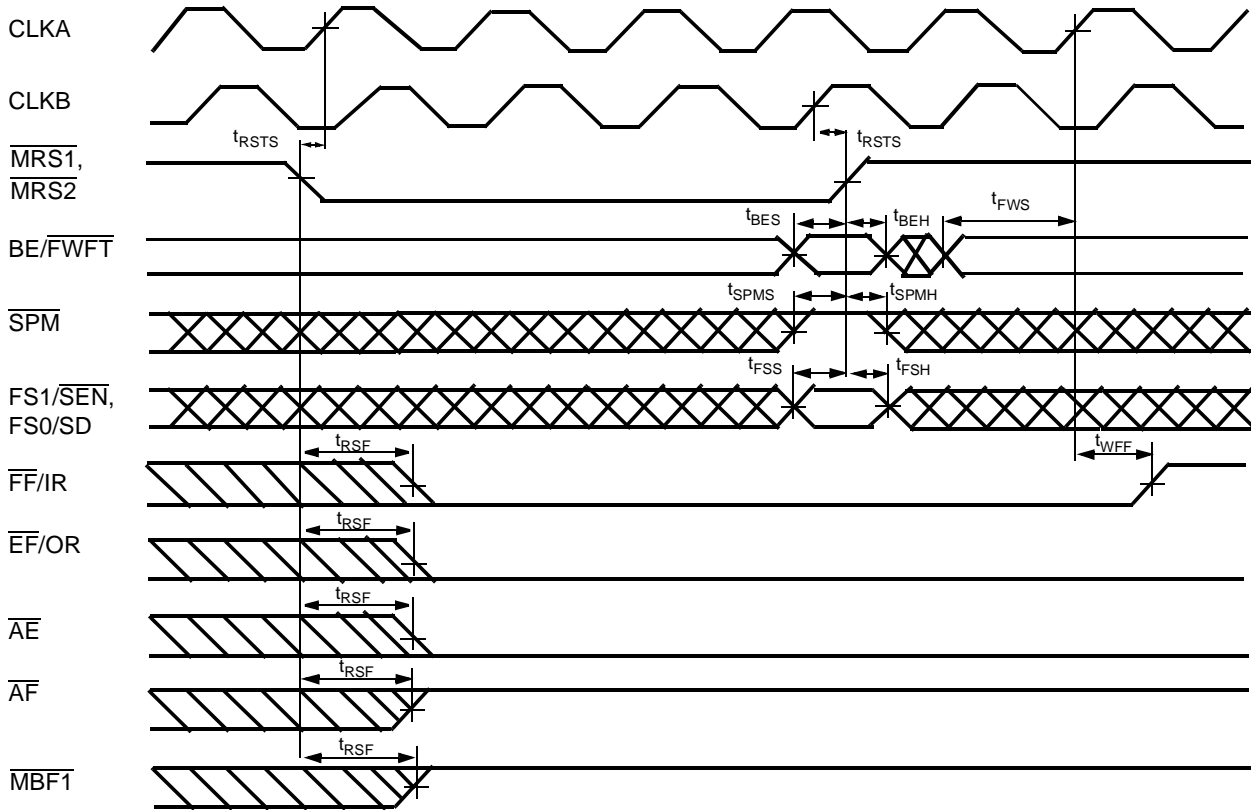 CLKA
CLKB
tRSTS
tRSTS
MRS1,
MRS2
tFWS
tBES
tBEH
BE/FWFT
tSPMS
tSPMH
SPM
tFSS
tFSH
FS1/SEN,
FS0/SD
tRSF
tWFF
FF/IR
tRSF
EF/OR
tRSF
AE
tRSF
AF
tRSF
MBF1